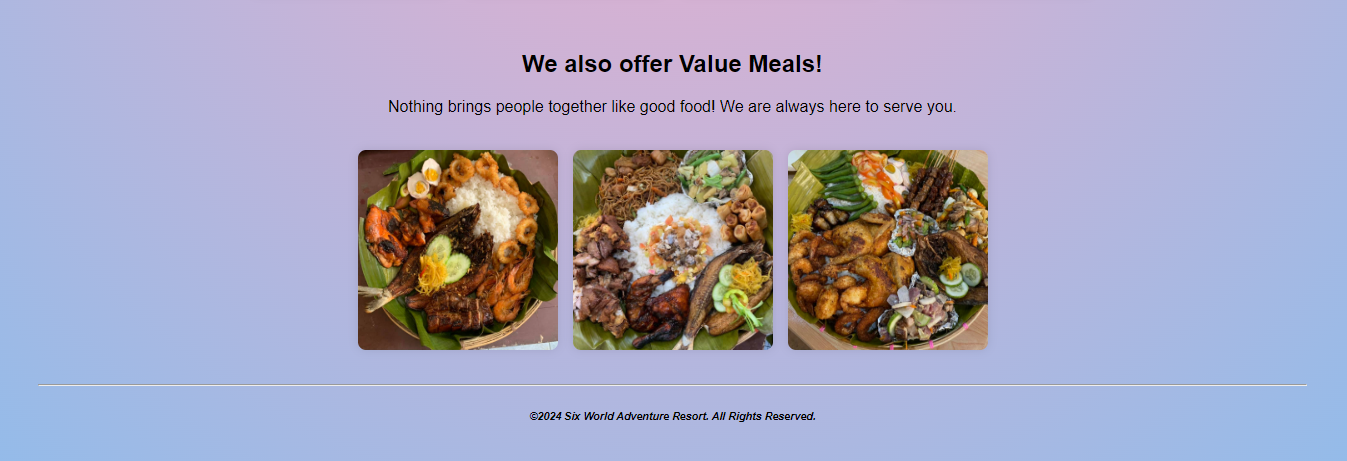 We also offer Value Meals!
Nothing brings people together like good food! We are always here to serve you.
©2024 Six World Adventure Resort. All Rights Reserved.